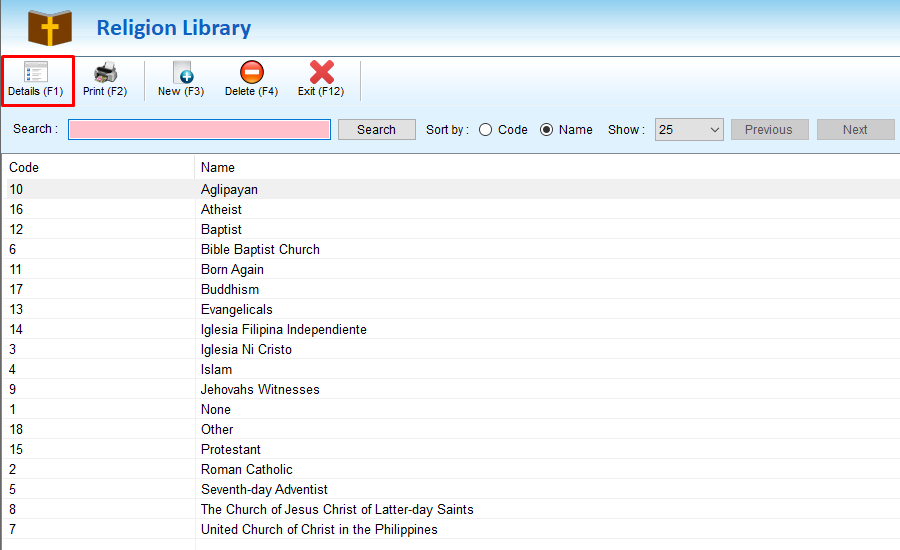 Religion Library
Details (F1) Print (F2) New (F3) Delete (F4) Exit (F12)
Search : Search Sort by : Code Name Show : 25 Previous Next
Code Name
10 Aglipayan
16 Atheist
12 Baptist
6 Bible Baptist Church
11 Born Again
17 Buddhism
13 Evangelicals
14 Iglesia Filipina Independiente
3 Iglesia Ni Cristo
4 Islam
9 Jehovahs Witnesses
1 None
18 Other
15 Protestant
2 Roman Catholic
5 Seventh-day Adventist
8 The Church of Jesus Christ of Latter-day Saints
7 United Church of Christ in the Philippines